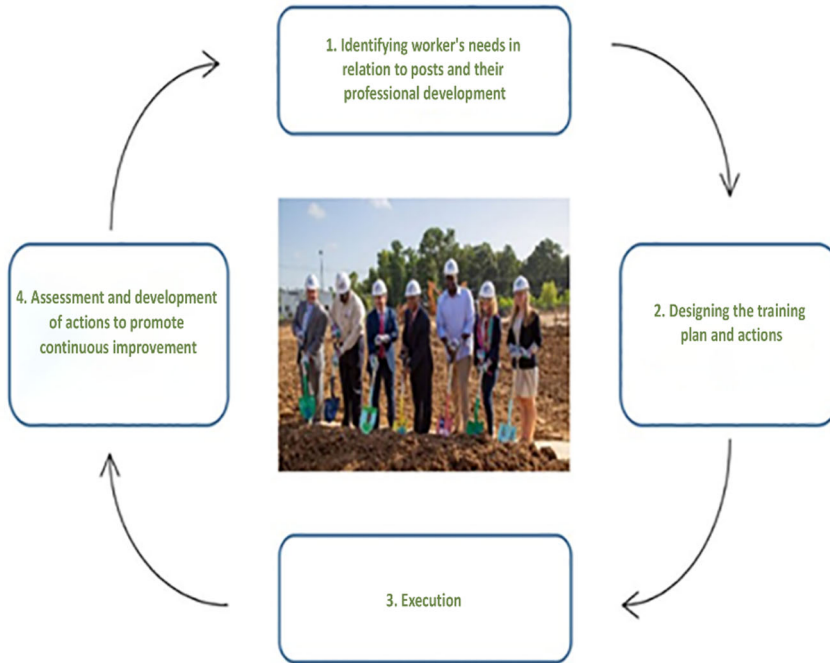 1. Identifying worker's needs in
relation to posts and their
professional development
2. Designing the training
plan and actions
3. Execution
4. Assessment and development
of actions to promote
continuous improvement